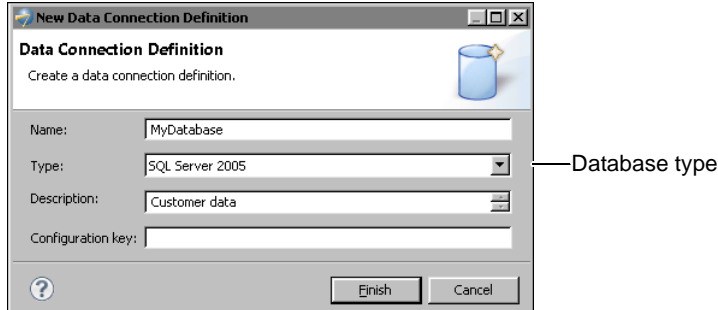 New Data Connection Definition
Data Connection Definition
Create a data connection definition.
Name: MyDatabase
Type: SQL Server 2005
Database type
Description: Customer data
Configuration key:
? Finish Cancel